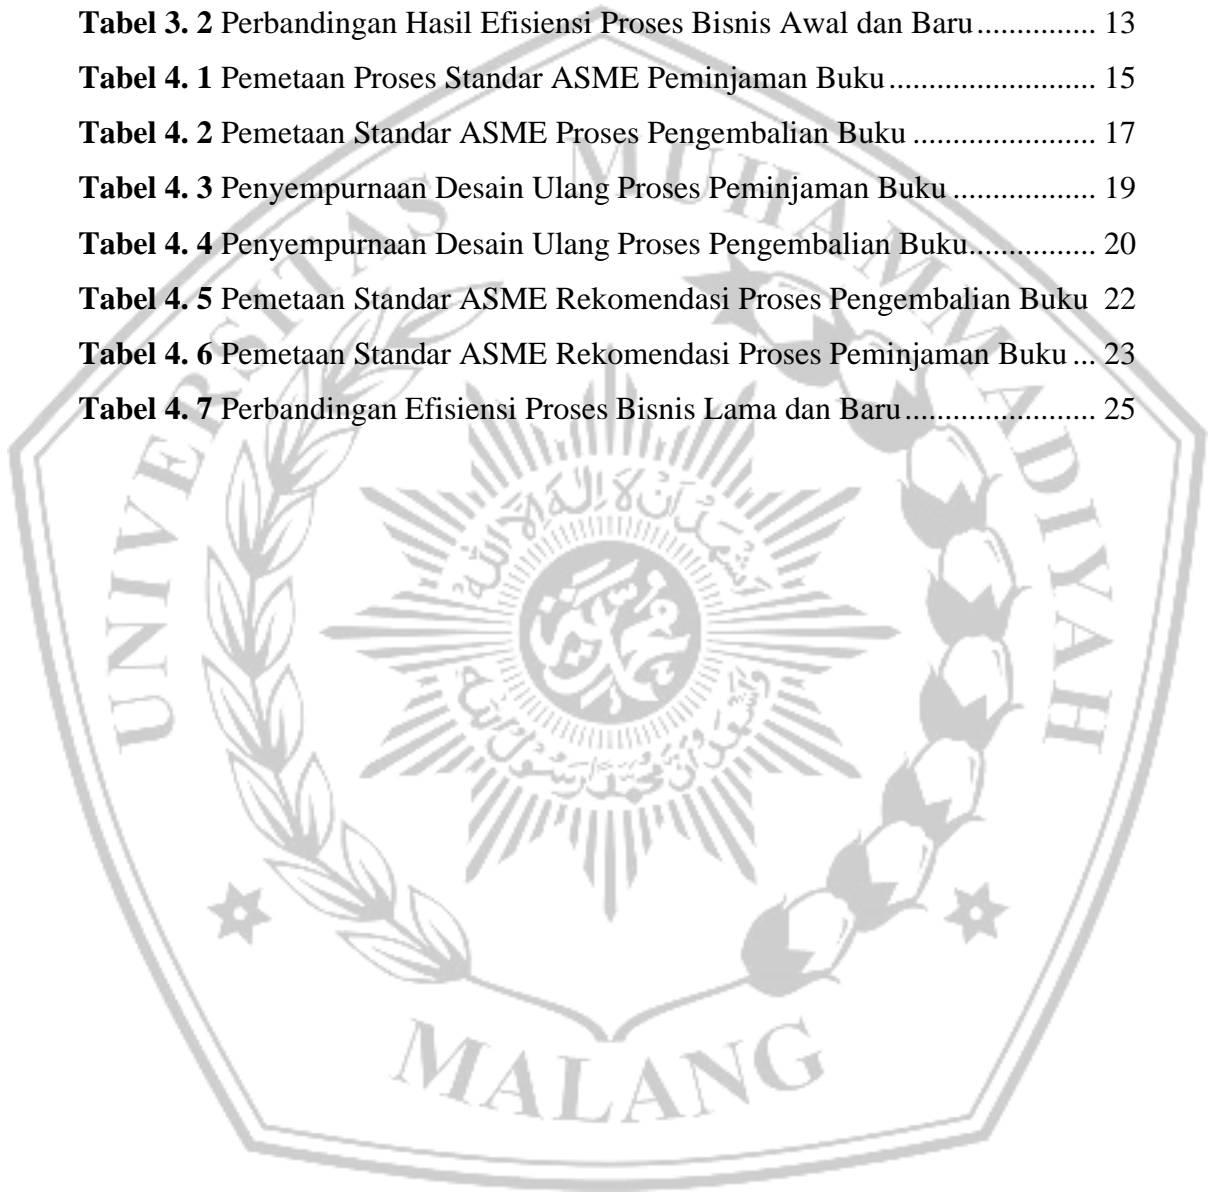 Tabel 3. 2 Perbandingan Hasil Efisiensi Proses Bisnis Awal dan Baru............... 13
Tabel 4. 1 Pemetaan Proses Standar ASME Peminjaman Buku.......................... 15
Tabel 4. 2 Pemetaan Standar ASME Proses Pengembalian Buku ....................... 17
Tabel 4. 3 Penyempurnaan Desain Ulang Proses Peminjaman Buku .................. 19
Tabel 4. 4 Penyempurnaan Desain Ulang Proses Pengembalian Buku................ 20
Tabel 4. 5 Pemetaan Standar ASME Rekomendasi Proses Pengembalian Buku 22
Tabel 4. 6 Pemetaan Standar ASME Rekomendasi Proses Peminjaman Buku ... 23
Tabel 4. 7 Perbandingan Efisiensi Proses Bisnis Lama dan Baru........................ 25
UNIVERSITAS MUHAMMADIYAH
MALANG